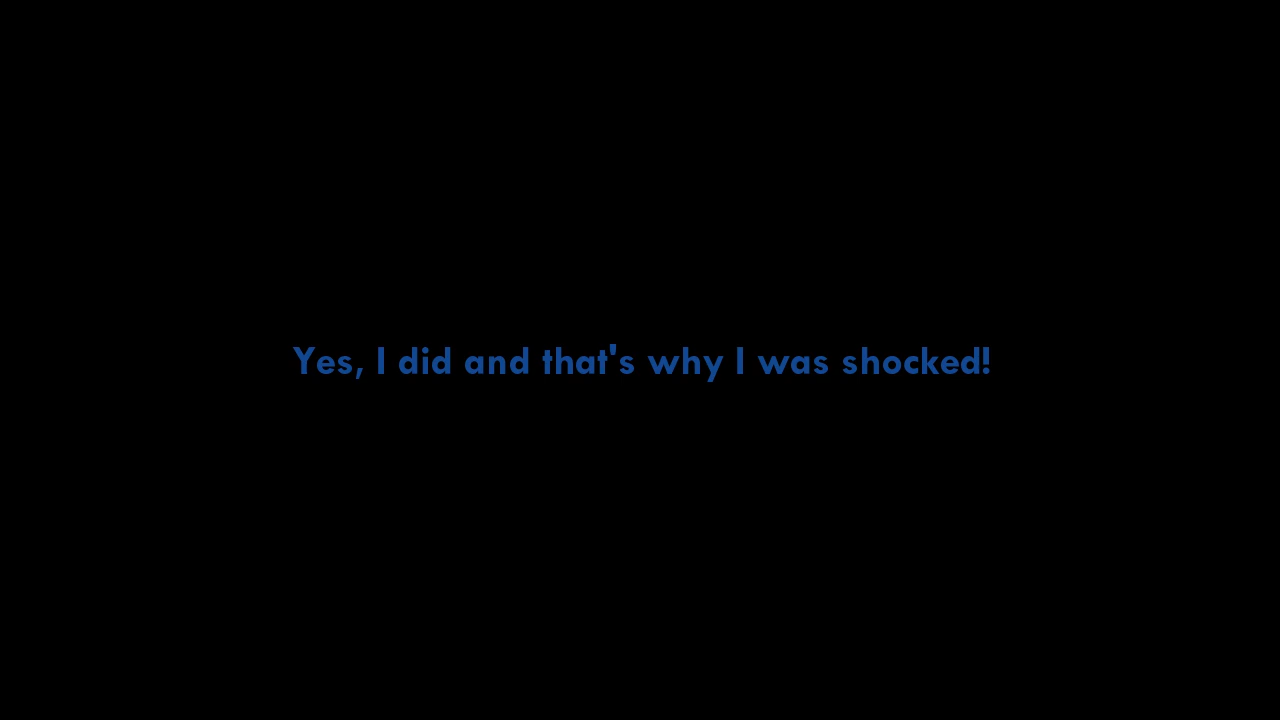 Yes, I did and that's why I was shocked!